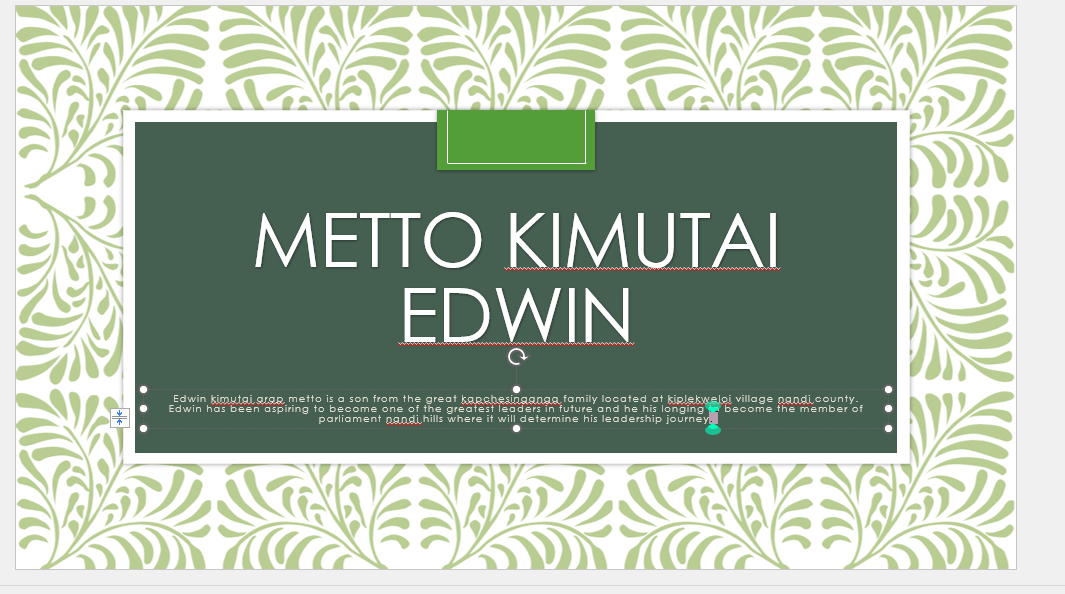 METTO KIMUTAI
EDWIN
Edwin kimutai arap metto is a son from the great kapchesinganga family located at kiplekweloi village nandi county.
Edwin has been aspiring to become one of the greatest leaders in future and he his longing to become the member of
parliament nandi hills where it will determine his leadership journey.